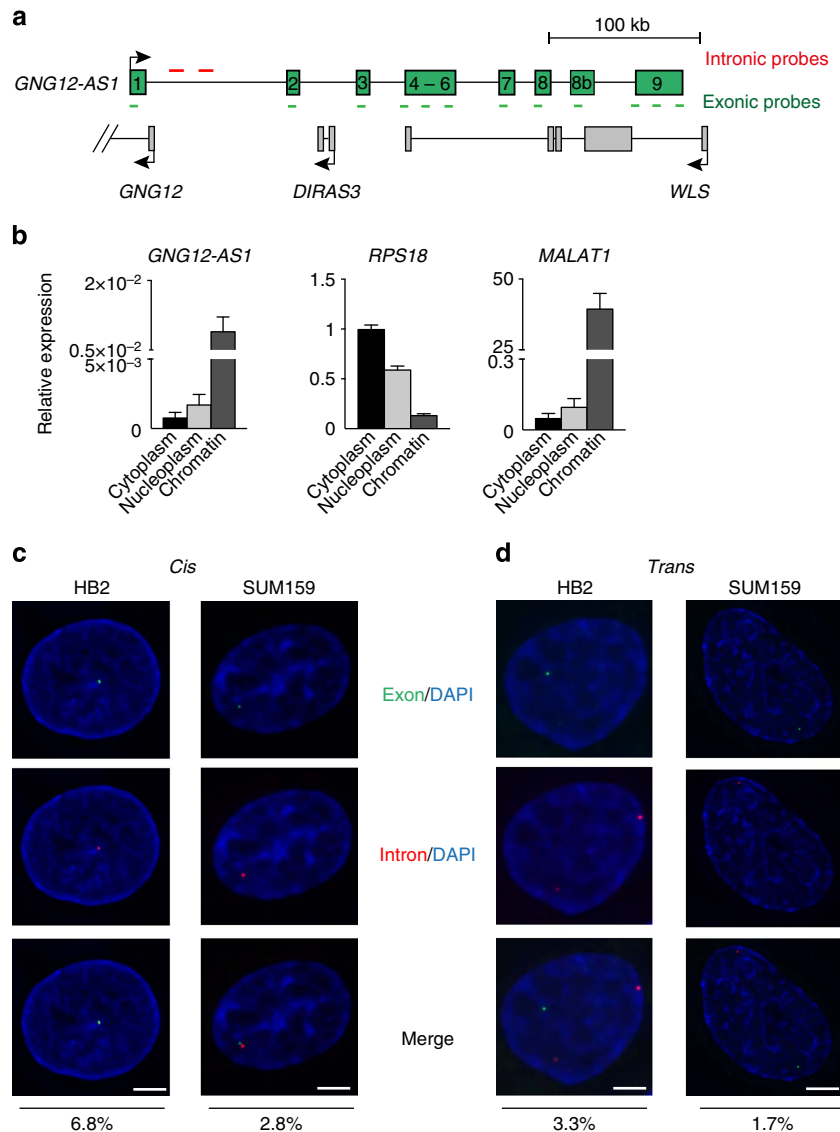 a
100 kb
Intronic probes
GNG12-AS1
1 2 3 4 – 6 7 8 8b 9
Exonic probes
GNG12 DIRAS3 WLS
b
Relative expression
GNG12-AS1
2×10⁻²
0.5×10⁻²
5×10⁻³
0
Cytoplasm
Nucleoplasm
Chromatin
RPS18
1.5
1
0.5
0
Cytoplasm
Nucleoplasm
Chromatin
MALAT1
50
25
0.3
0
Cytoplasm
Nucleoplasm
Chromatin
c
Cis
HB2 SUM159
d
Trans
HB2 SUM159
Exon/DAPI
Intron/DAPI
Merge
6.8% 2.8% 3.3% 1.7%